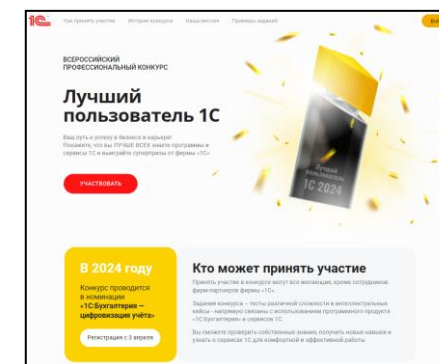 1С
Как принять участие
История конкурса
Наша миссия
Примеры заданий
ВСЕРОССИЙСКИЙ
ПРОФЕССИОНАЛЬНЫЙ КОНКУРС
Лучший
пользователь 1С
Ваш путь к успеху в бизнесе и карьере!
Покажите, что вы ЛУЧШЕ ВСЕХ знаете программы и
сервисы 1С и выиграйте суперпризы от фирмы «1С»
УЧАСТВОВАТЬ
Лучший
пользователь
1С 2024
В 2024 году
Конкурс проводится
в номинации
«1С:Бухгалтерия —
цифровизация учёта»
Регистрация с 3 апреля
Кто может принять участие
Принять участие в конкурсе могут все желающие, кроме сотрудников
фирм-партнеров фирмы «1С».
Задания конкурса – тесты различной сложности и интеллектуальные
кейсы - напрямую связаны с использованием программного продукта
«1С:Бухгалтерия» и сервисов 1С.
Вы сможете проверить собственные знания, получить новые навыки и
узнать о сервисах 1С для комфортной и эффективной работы